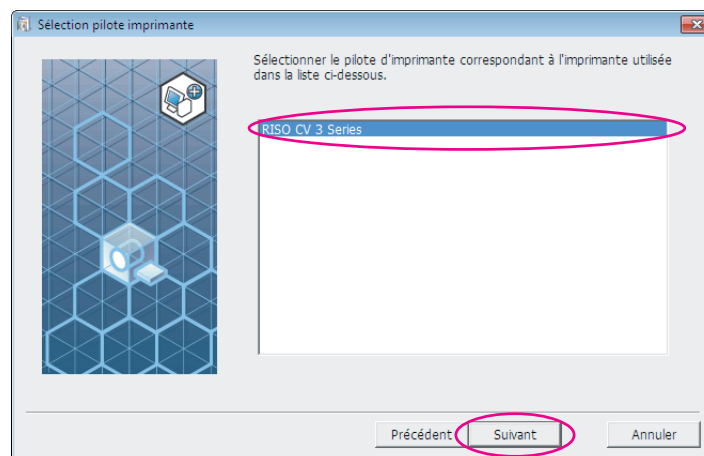 Sélection pilote imprimante
Sélectionner le pilote d'imprimante correspondant à l'imprimante utilisée
dans la liste ci-dessous.
RISO CV 3 Series
Précédent
Suivant
Annuler